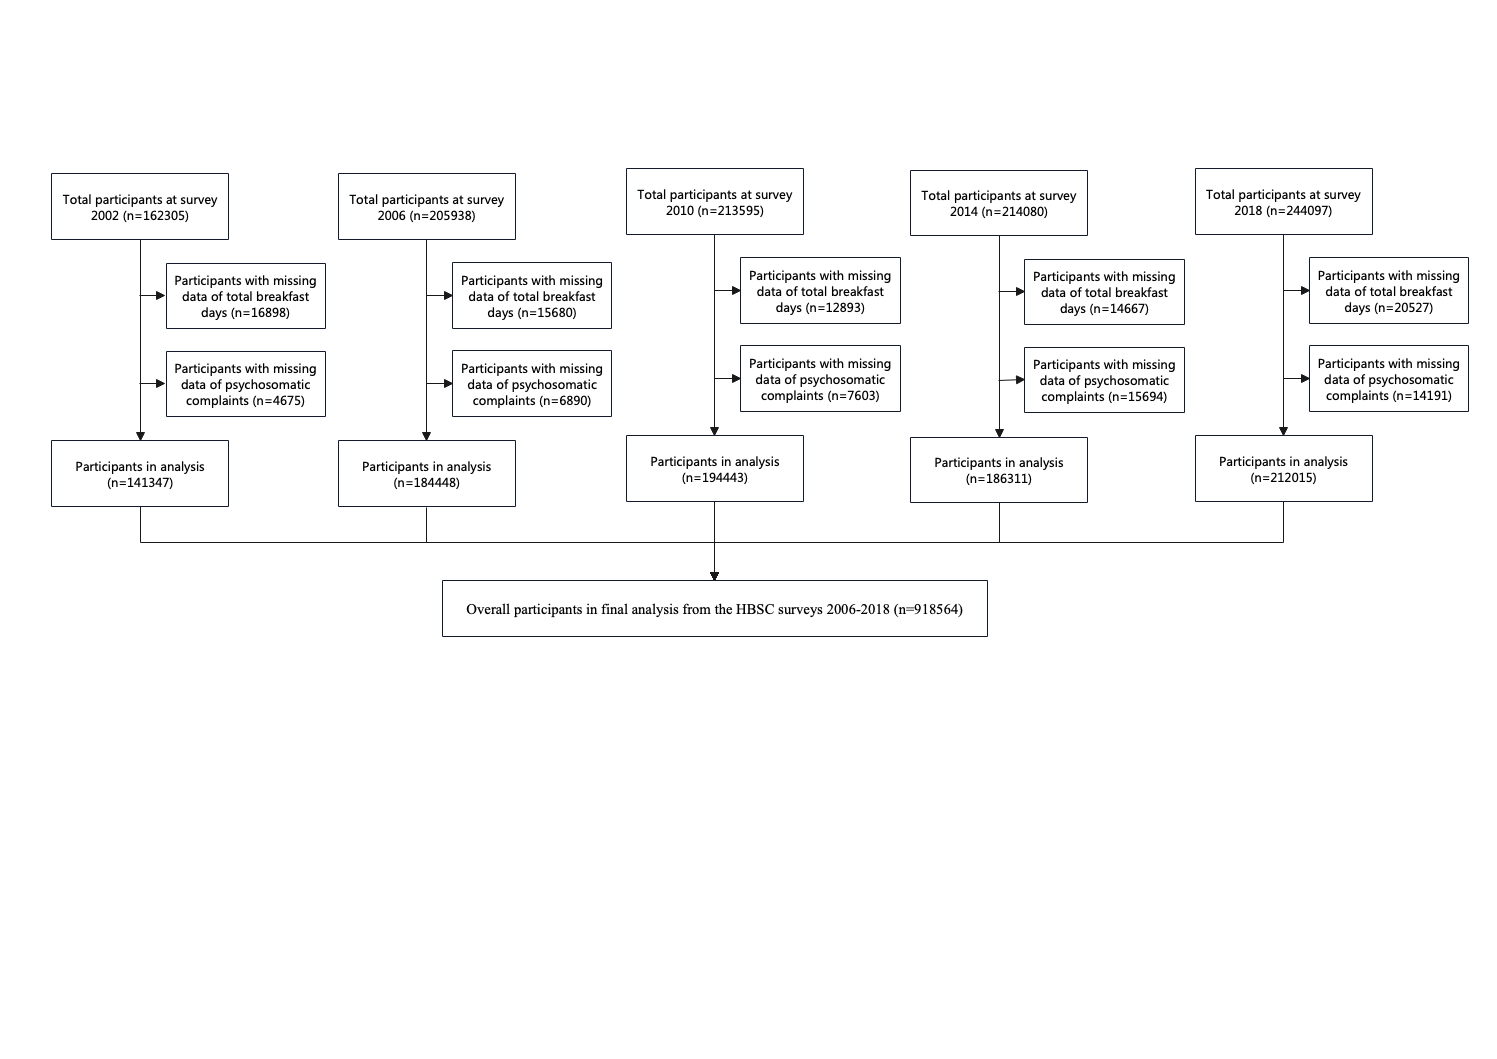 Total participants at survey
2002 (n=162305)
Participants with missing
data of total breakfast
days (n=16898)
Participants with missing
data of psychosomatic
complaints (n=4675)
Participants in analysis
(n=141347)
Total participants at survey
2006 (n=205938)
Participants with missing
data of total breakfast
days (n=15680)
Participants with missing
data of psychosomatic
complaints (n=6890)
Participants in analysis
(n=184448)
Total participants at survey
2010 (n=213595)
Participants with missing
data of total breakfast
days (n=12893)
Participants with missing
data of psychosomatic
complaints (n=7603)
Participants in analysis
(n=194443)
Total participants at survey
2014 (n=214080)
Participants with missing
data of total breakfast
days (n=14667)
Participants with missing
data of psychosomatic
complaints (n=15694)
Participants in analysis
(n=186311)
Total participants at survey
2018 (n=244097)
Participants with missing
data of total breakfast
days (n=20527)
Participants with missing
data of psychosomatic
complaints (n=14191)
Participants in analysis
(n=212015)
Overall participants in final analysis from the HBSC surveys 2006-2018 (n=918564)